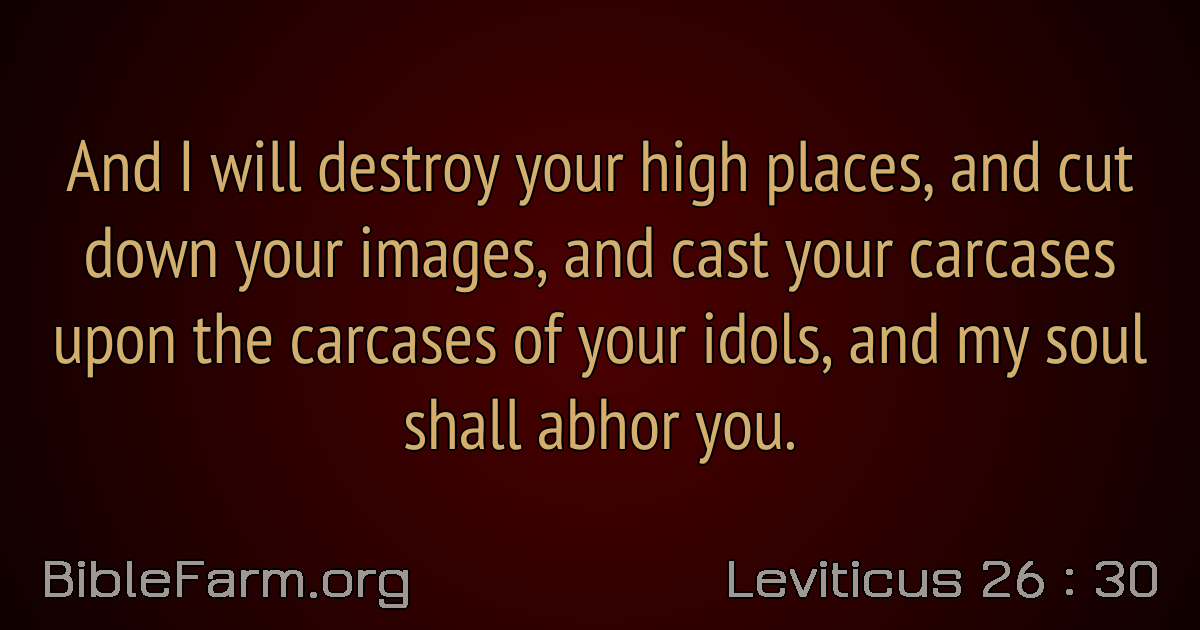 And I will destroy your high places, and cut
down your images, and cast your carcases
upon the carcases of your idols, and my soul
shall abhor you.
BibleFarm.org
Leviticus 26 : 30